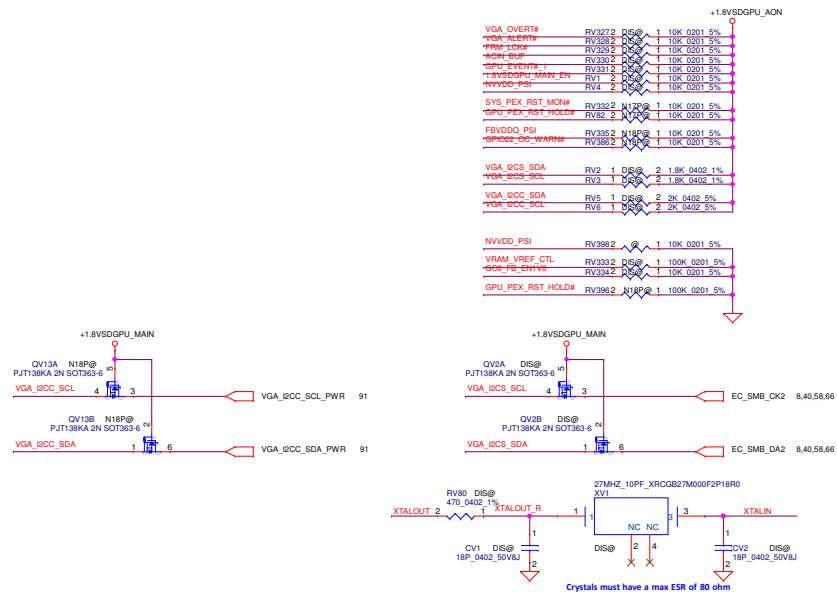 +1.8VSDGPU_AON
VGA_OVERT# RV327 2 DIS@ 1 10K_0201_5%
VGA_ALERT# RV328 2 DIS@ 1 10K_0201_5%
FRM_LCK# RV329 2 DIS@ 1 10K_0201_5%
ACIN_BUF RV330 2 DIS@ 1 10K_0201_5%
GPU_EVENT#_1 RV331 2 DIS@ 1 10K_0201_5%
1.8VSDGPU_MAIN_EN RV1 2 DIS@ 1 10K_0201_5%
NVVDD_PSI RV4 2 DIS@ 1 10K_0201_5%
SYS_PEX_RST_MON# RV332 2 N17P@ 1 10K_0201_5%
GPU_PEX_RST_HOLD# RV82 2 N17P@ 1 10K_0201_5%
FBVDDQ_PSI RV335 2 N18P@ 1 10K_0201_5%
GPIO22_OC_WARN# RV386 2 N18P@ 1 10K_0201_5%
VGA_I2CS_SDA RV2 1 DIS@ 2 1.8K_0402_1%
VGA_I2CS_SCL RV3 1 DIS@ 2 1.8K_0402_1%
VGA_I2CC_SDA RV5 1 DIS@ 2 2K_0402_5%
VGA_I2CC_SCL RV6 1 DIS@ 2 2K_0402_5%
NVVDD_PSI RV398 2 @ 1 10K_0201_5%
VRAM_VREF_CTL RV333 2 DIS@ 1 100K_0201_5%
GC6_FB_EN1V8 RV334 2 DIS@ 1 10K_0201_5%
GPU_PEX_RST_HOLD# RV396 2 N18P@ 1 100K_0201_5%
+1.8VSDGPU_MAIN
QV13A N18P@
PJT138KA 2N SOT363-6
5
VGA_I2CC_SCL 4 3 VGA_I2CC_SCL_PWR 91
QV13B N18P@
PJT138KA 2N SOT363-6
2
VGA_I2CC_SDA 1 6 VGA_I2CC_SDA_PWR 91
+1.8VSDGPU_MAIN
QV2A DIS@
PJT138KA 2N SOT363-6
5
VGA_I2CS_SCL 4 3 EC_SMB_CK2 8,40,58,66
QV2B DIS@
PJT138KA 2N SOT363-6
2
VGA_I2CS_SDA 1 6 EC_SMB_DA2 8,40,58,66
27MHZ_10PF_XRCGB27M000F2P18R0
XV1
RV80 DIS@
470_0402_1%
XTALOUT 2 1 XTALOUT_R 1 1 3 3 XTALIN
NC NC
DIS@ 2 4
1
CV1 DIS@
18P_0402_50V8J
2
1
CV2 DIS@
18P_0402_50V8J
2
Crystals must have a max ESR of 80 ohm